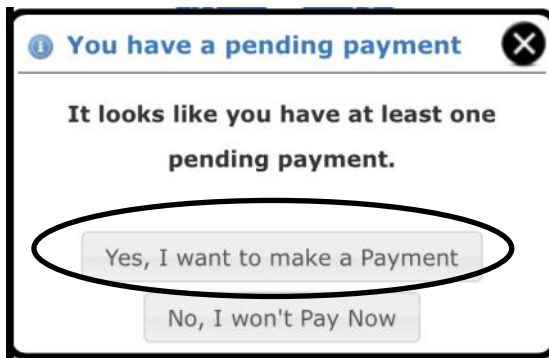 You have a pending payment
It looks like you have at least one
pending payment.
Yes, I want to make a Payment
No, I won't Pay Now